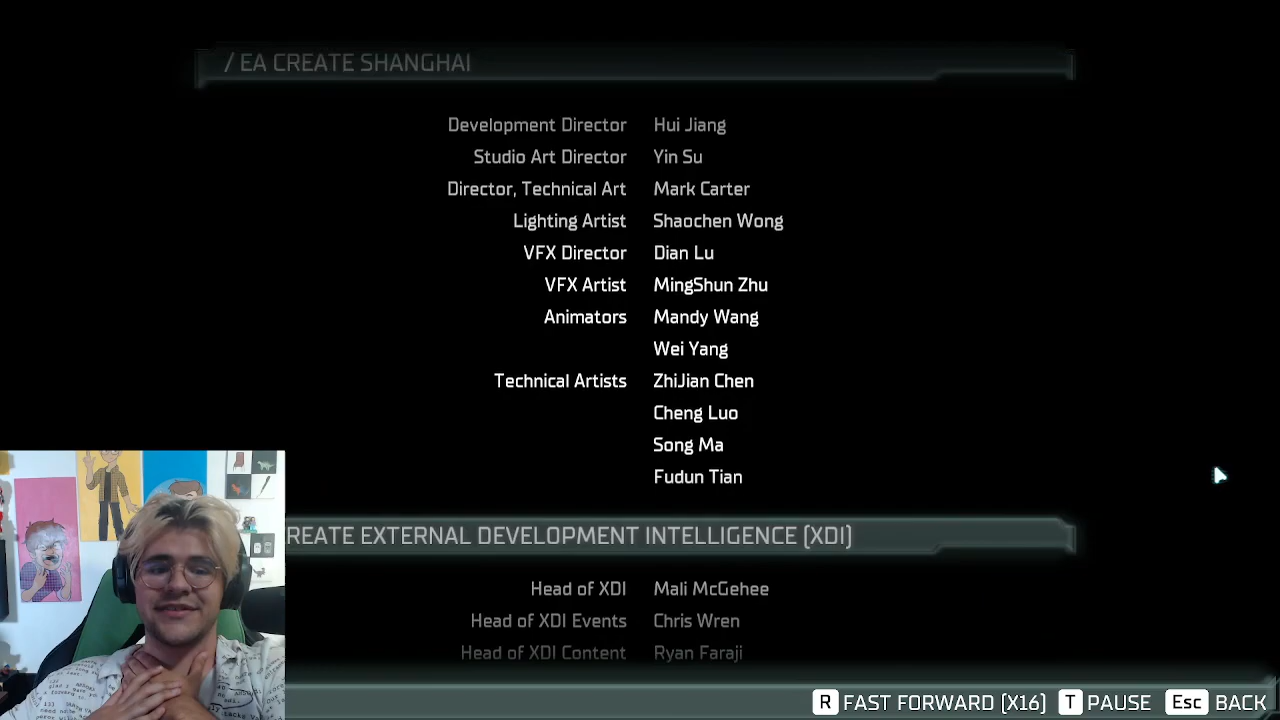 / EA CREATE SHANGHAI
Development Director Hui Jiang
Studio Art Director Yin Su
Director, Technical Art Mark Carter
Lighting Artist Shaochen Wong
VFX Director Dian Lu
VFX Artist MingShun Zhu
Animators Mandy Wang
Wei Yang
Technical Artists ZhiJian Chen
Cheng Luo
Song Ma
Fudun Tian
REATE EXTERNAL DEVELOPMENT INTELLIGENCE (XDI)
Head of XDI Mali McGehee
Head of XDI Events Chris Wren
Head of XDI Content Ryan Faraji
R FAST FORWARD (X16) T PAUSE Esc BACK